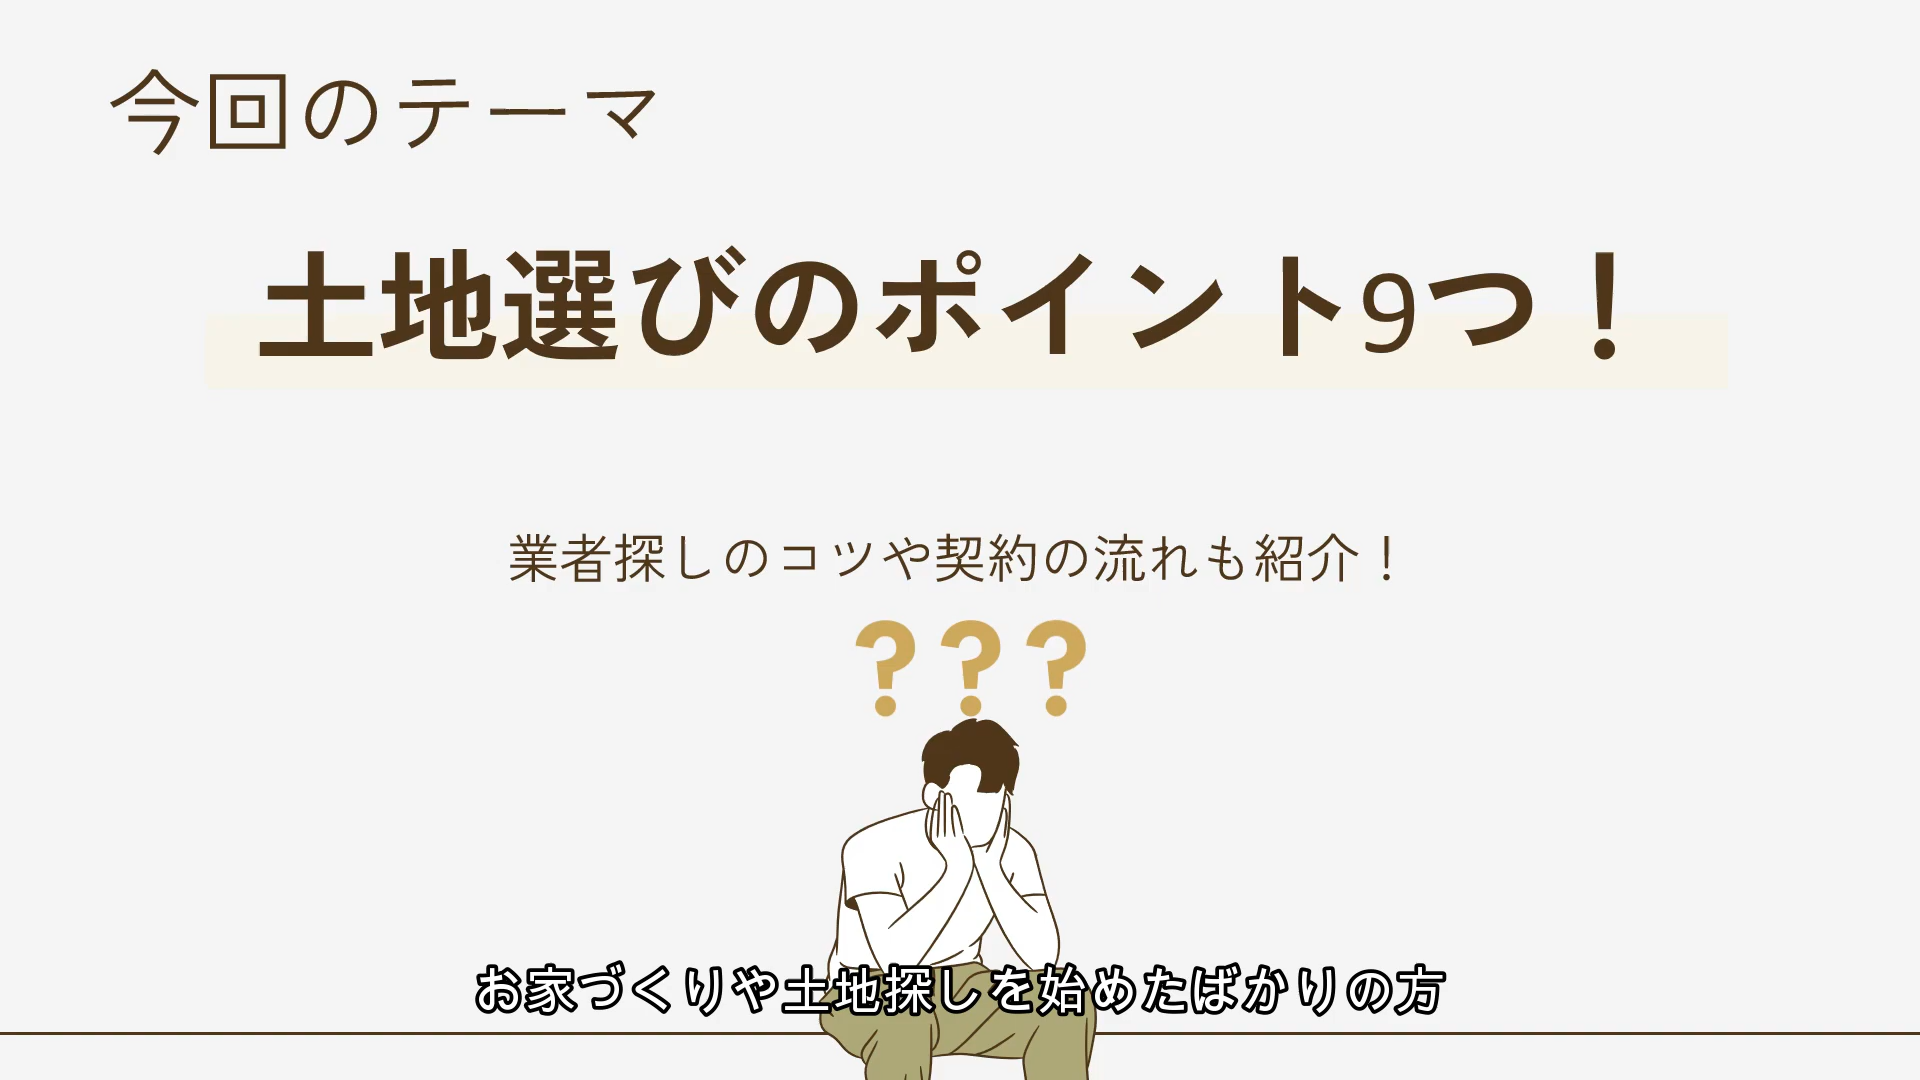 今回のテーマ
土地選びのポイント9つ！
業者探しのコツや契約の流れも紹介！
???
お家づくりや土地探しを始めたばかりの方